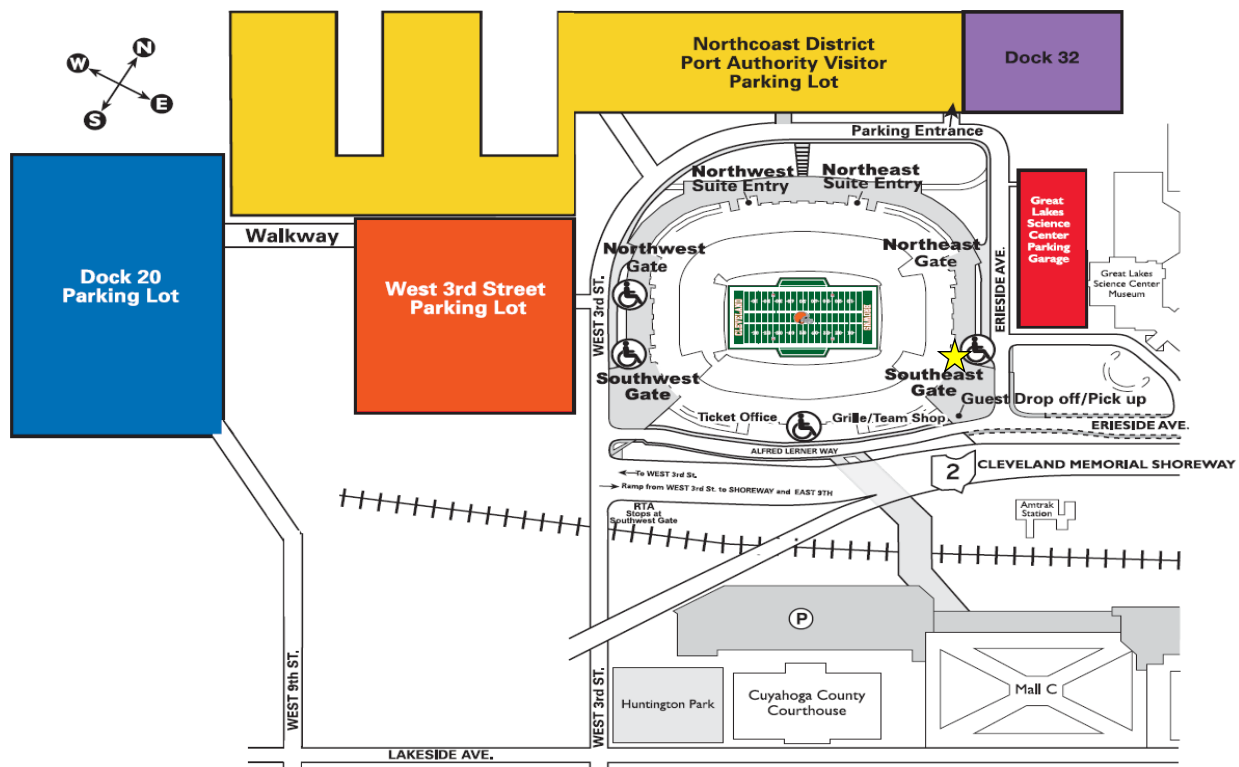 Northcoast District
Port Authority Visitor
Parking Lot
Dock 32
N
W
E
S
Parking Entrance
Northwest
Suite Entry
Northeast
Suite Entry
Great
Lakes
Science
Center
Parking
Garage
Walkway
Dock 20
Parking Lot
West 3rd Street
Parking Lot
Northwest
Gate
Northeast
Gate
ERIESIDE AVE.
Great Lakes
Science Center
Museum
WEST 3rd ST.
CLEVELAND
Southwest
Gate
Southeast
Gate
Guest Drop off/Pick up
Ticket Office
Grille/Team Shop
ERIESIDE AVE.
ALFRED LERNER WAY
2
CLEVELAND MEMORIAL SHOREWAY
To WEST 3rd St.
Ramp from WEST 3rd St. to SHOREWAY and EAST 9TH
RTA
Stops at
Southwest Gate
Amtrak
Station
P
WEST 9th ST.
WEST 3rd ST.
Huntington Park
Cuyahoga County
Courthouse
Mall C
LAKESIDE AVE.